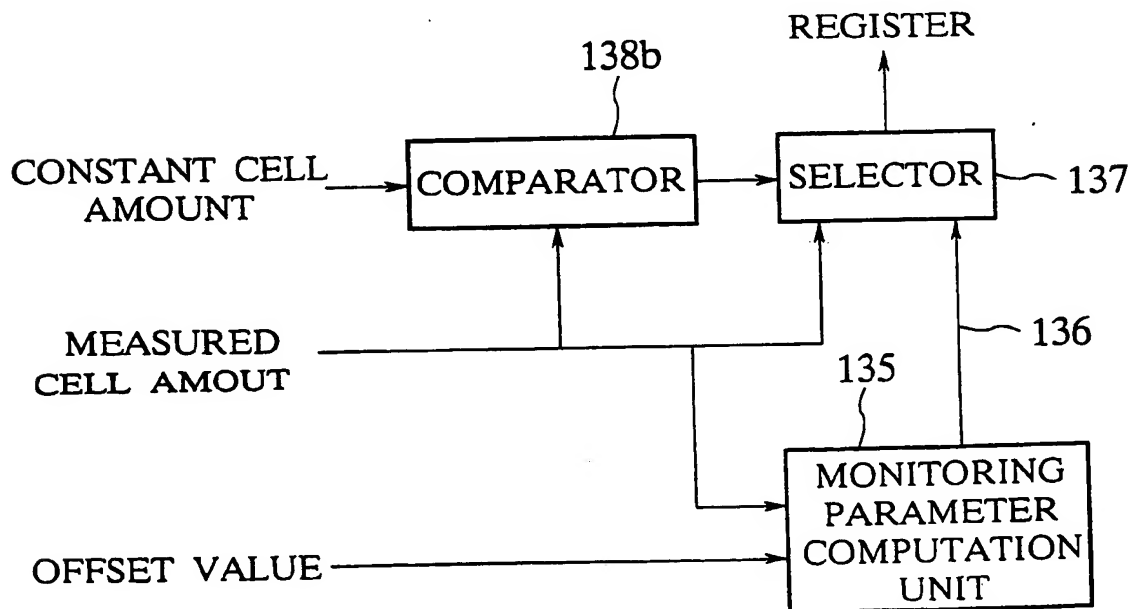 REGISTER
138b
CONSTANT CELL
AMOUNT
COMPARATOR
SELECTOR
137
MEASURED
CELL AMOUT
136
135
MONITORING
PARAMETER
COMPUTATION
UNIT
OFFSET VALUE